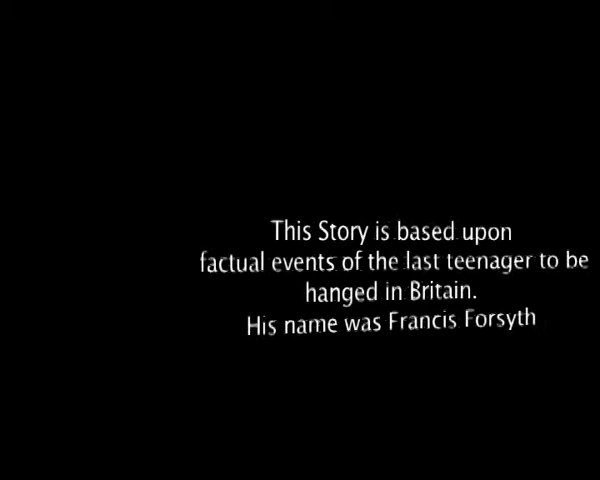 This Story is based upon
factual events of the last teenager to be
hanged in Britain.
His name was Francis Forsyth